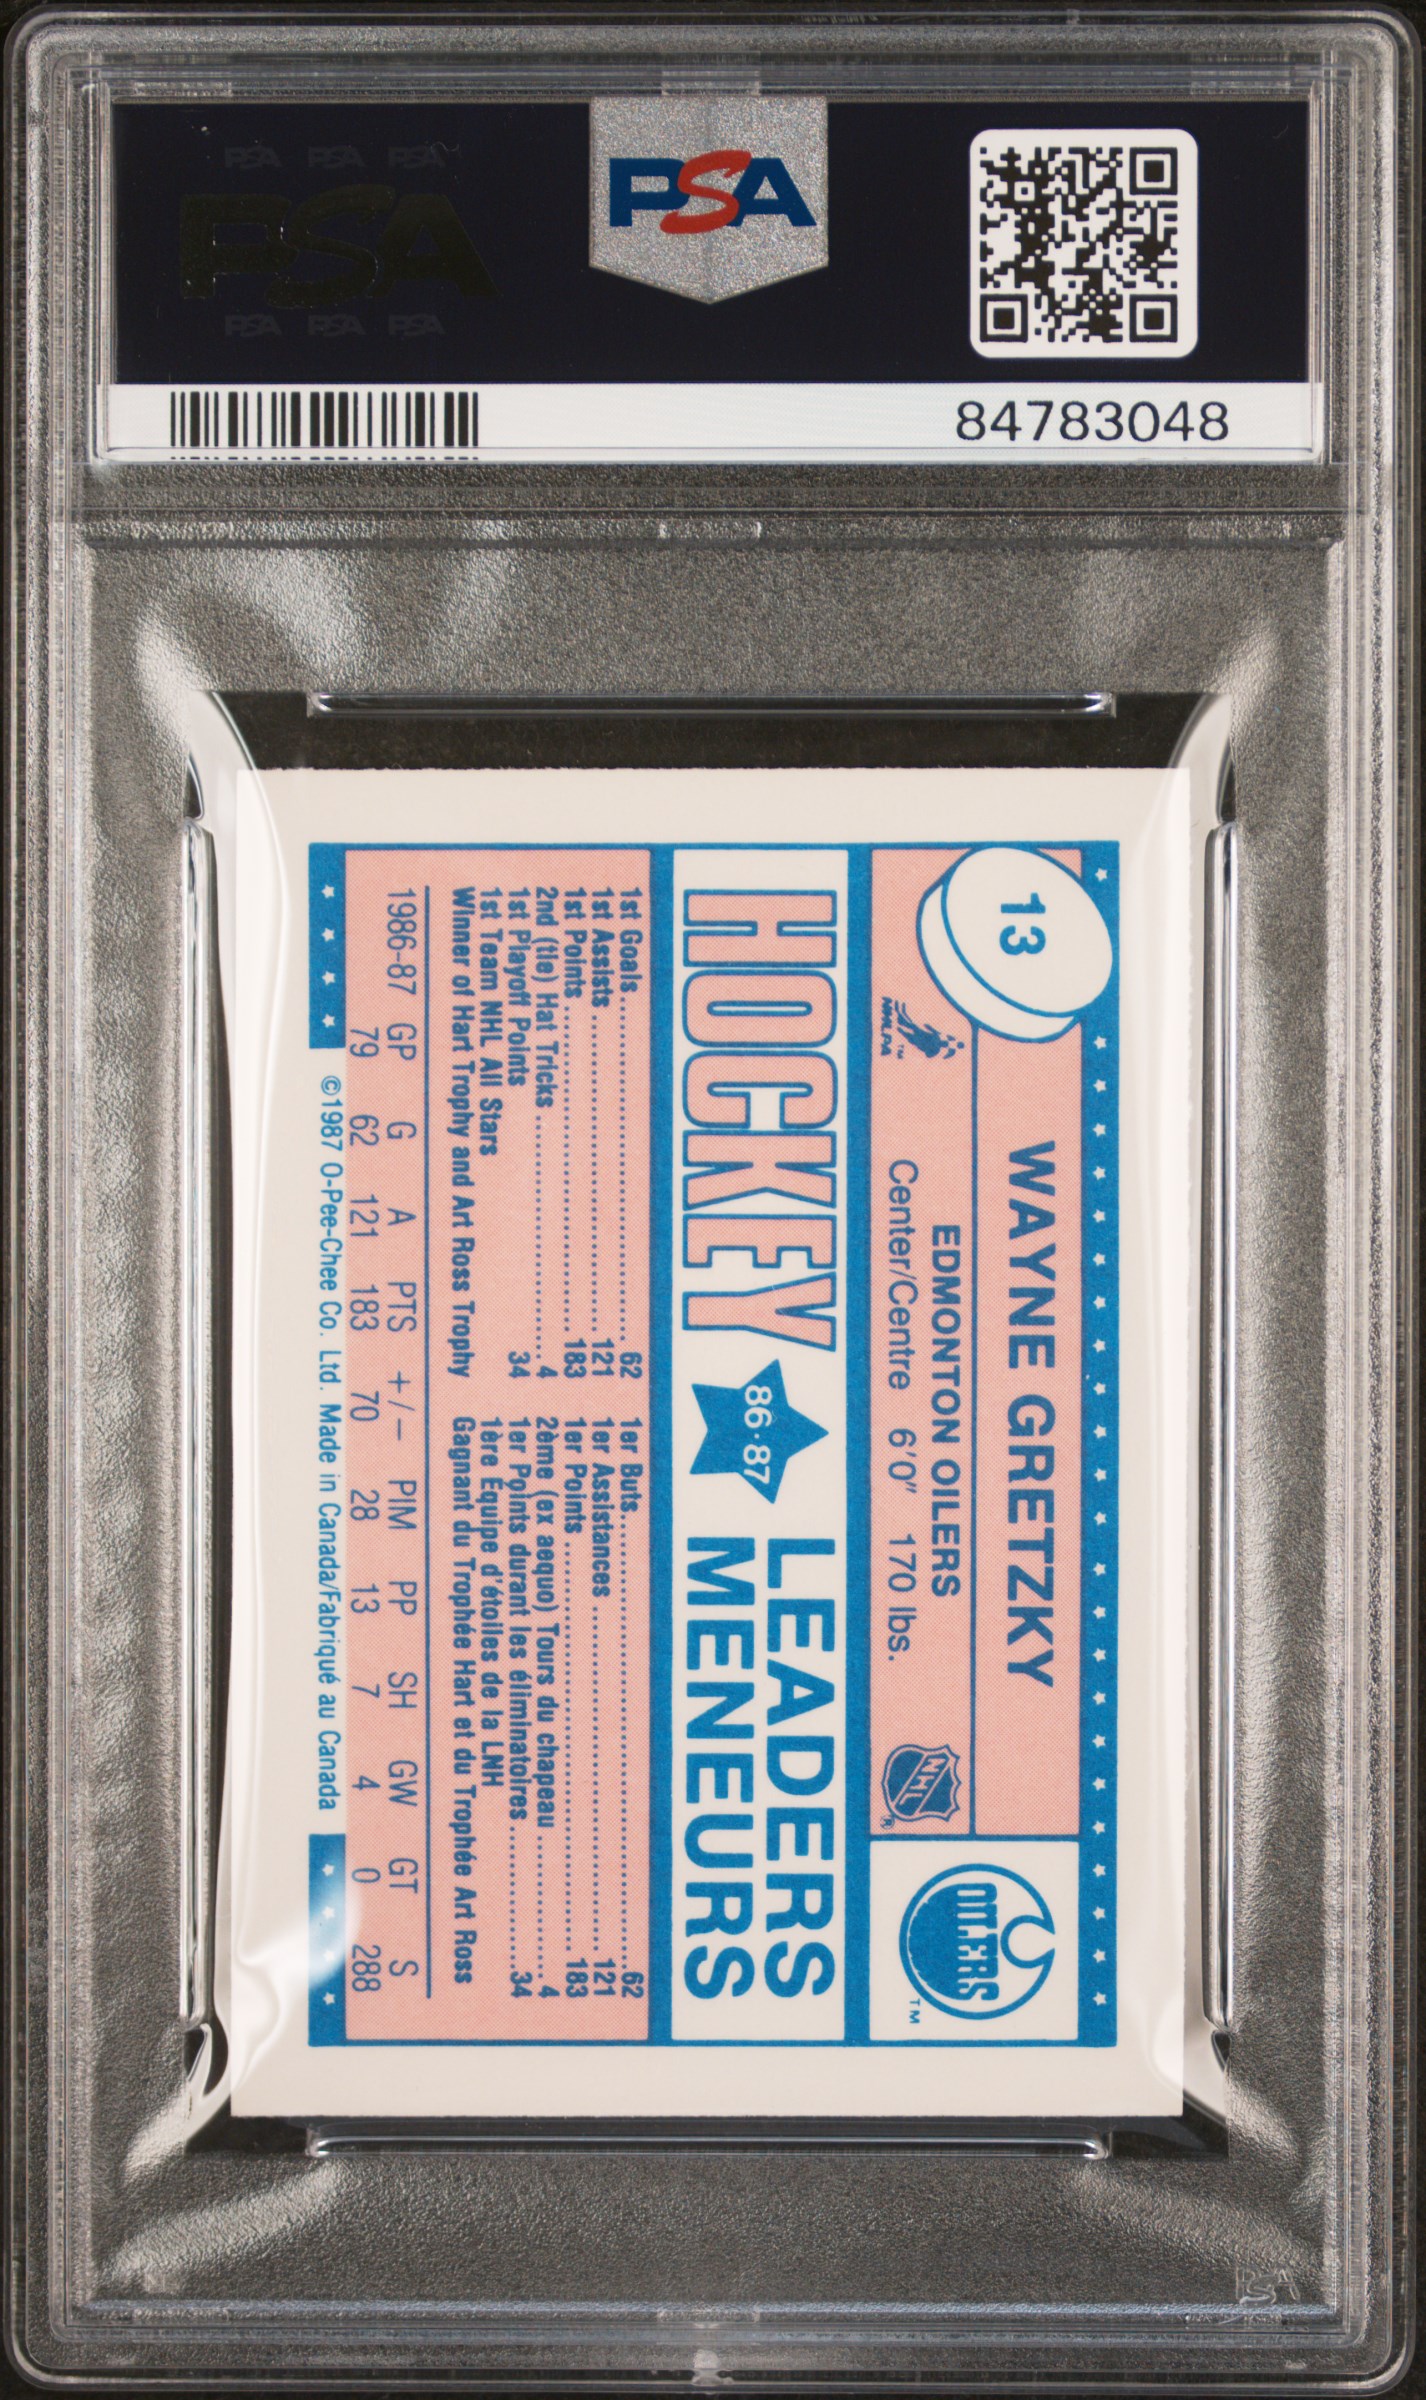 PSA PSA PSA
PSA
PSA PSA PSA
PSA
84783048
13
WAYNE GRETZKY
EDMONTON OILERS
Center/Centre 6'0" 170 lbs.
NHLPA
™
NHL
®
OILERS
™
HOCKEY
86·87
LEADERS
MENEURS
1st Goals..................62
1st Assists..................121
1st Points..................183
2nd (tie) Hat Tricks..................4
1st Playoff Points 34
1st Team NHL All Stars
Winner of Hart Trophy and Art Ross Trophy
1er Buts..................62
1er Assistances..................121
1er Points..................183
2ème (ex aequo) Tours du chapeau..................4
1er Points durant les éliminatoires..................34
1ère Équipe d'étoiles de la LNH
Gagnant du Trophée Hart et du Trophée Art Ross
1986-87 GP G A PTS +/− PIM PP SH GW GT S
79 62 121 183 70 28 13 7 4 0 288
©1987 O-Pee-Chee Co. Ltd. Made in Canada/Fabriqué au Canada
PSA